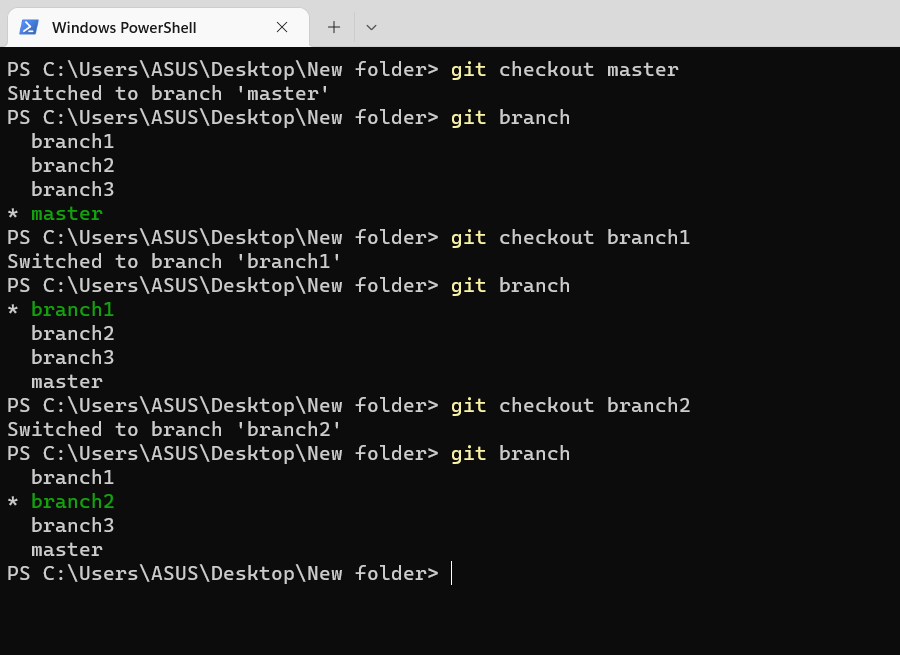 Windows PowerShell
PS C:\Users\ASUS\Desktop\New folder> git checkout master
Switched to branch 'master'
PS C:\Users\ASUS\Desktop\New folder> git branch
  branch1
  branch2
  branch3
* master
PS C:\Users\ASUS\Desktop\New folder> git checkout branch1
Switched to branch 'branch1'
PS C:\Users\ASUS\Desktop\New folder> git branch
* branch1
  branch2
  branch3
  master
PS C:\Users\ASUS\Desktop\New folder> git checkout branch2
Switched to branch 'branch2'
PS C:\Users\ASUS\Desktop\New folder> git branch
  branch1
* branch2
  branch3
  master
PS C:\Users\ASUS\Desktop\New folder>